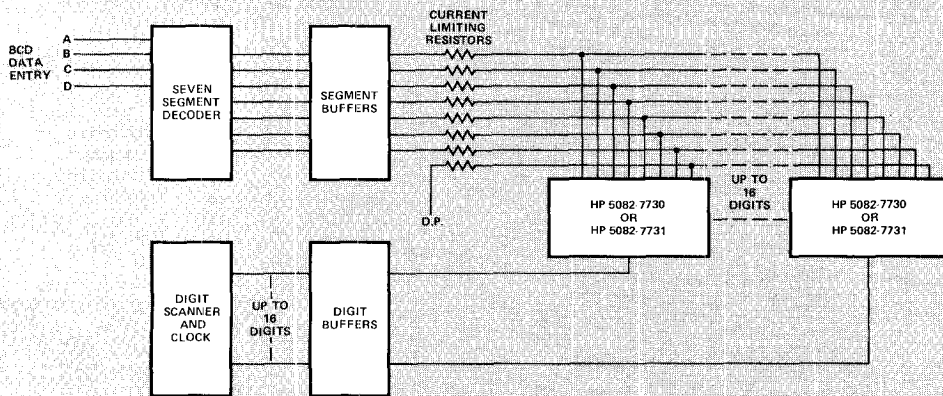 BCD
DATA
ENTRY
A
B
C
D
SEVEN
SEGMENT
DECODER
SEGMENT
BUFFERS
CURRENT
LIMITING
RESISTORS
D.P.
HP 5082-7730
OR
HP 5082-7731
UP TO
16
DIGITS
HP 5082-7730
OR
HP 5082-7731
DIGIT
SCANNER
AND
CLOCK
UP TO
16
DIGITS
DIGIT
BUFFERS